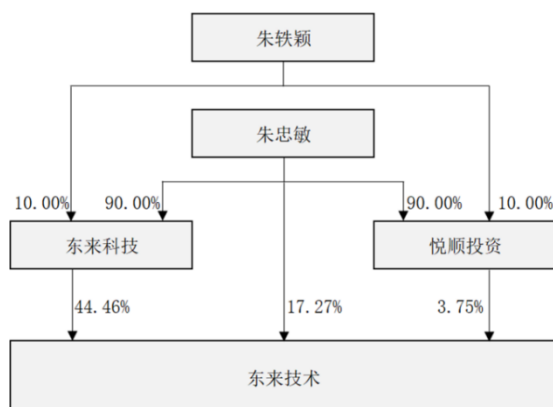 朱轶颖
朱忠敏
10.00% 90.00% 90.00% 10.00%
东来科技 悦顺投资
44.46% 17.27% 3.75%
东来技术